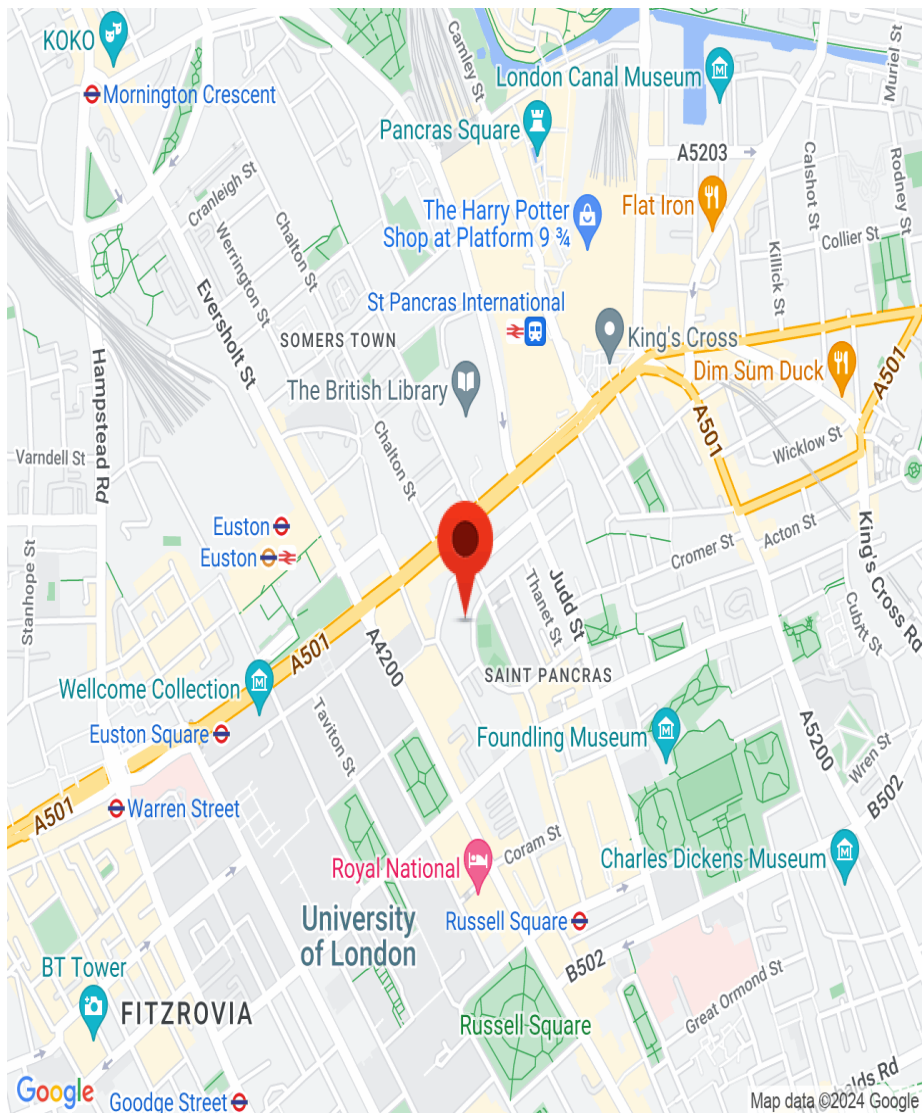 KOKO
Mornington Crescent
Camley St
London Canal Museum
Muriel St
Pancras Square
A5203
Calshot St
Rodney St
Cranleigh St
Werrington St
Chalton St
The Harry Potter
Shop at Platform 9 ¾
Flat Iron
Killick St
Collier St
Eversholt St
St Pancras International
SOMERS TOWN
King's Cross
Hampstead Rd
The British Library
Dim Sum Duck
A501
A501
Varndell St
Chalton St
Wicklow St
Euston
Euston
Stanhope St
Cromer St
Acton St
King's Cross Rd
Judd St
Thanet St
Cubitt St
A501
A4200
SAINT PANCRAS
Wellcome Collection
Euston Square
Taviton St
Foundling Museum
A5200
Wren St
B502
A501
Warren Street
Royal National
Coram St
Charles Dickens Museum
University
of London
Russell Square
B502
BT Tower
FITZROVIA
Great Ormond St
Russell Square
Google
Goodge Street
Map data ©2024 Google
alds Rd